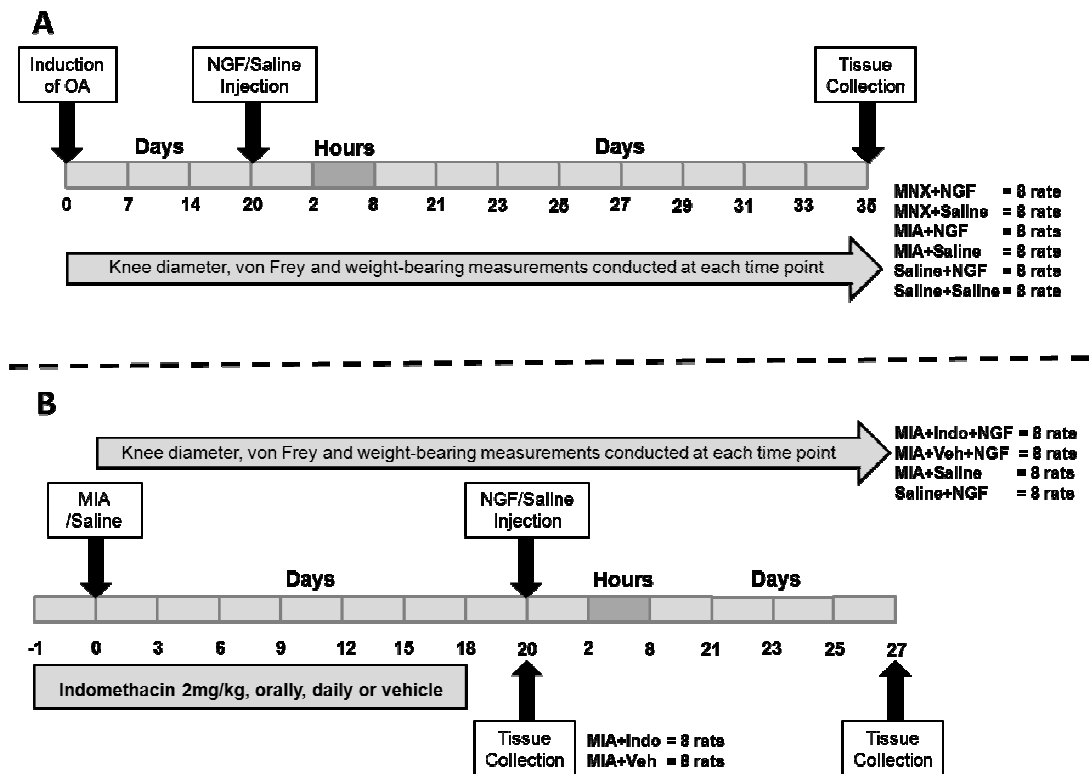 A
Induction
of OA
NGF/Saline
Injection
Tissue
Collection
Days
Hours
Days
0 7 14 20 2 8 21 23 25 27 29 31 33 35
Knee diameter, von Frey and weight-bearing measurements conducted at each time point
MNX+NGF = 8 rats
MNX+Saline = 8 rats
MIA+NGF = 8 rats
MIA+Saline = 8 rats
Saline+NGF = 8 rats
Saline+Saline = 8 rats
B
Knee diameter, von Frey and weight-bearing measurements conducted at each time point
MIA+Indo+NGF = 8 rats
MIA+Veh+NGF = 8 rats
MIA+Saline = 8 rats
Saline+NGF = 8 rats
MIA
/Saline
NGF/Saline
Injection
Days
Hours
Days
-1 0 3 6 9 12 15 18 20 2 8 21 23 25 27
Indomethacin 2mg/kg, orally, daily or vehicle
Tissue
Collection
MIA+Indo = 8 rats
MIA+Veh = 8 rats
Tissue
Collection